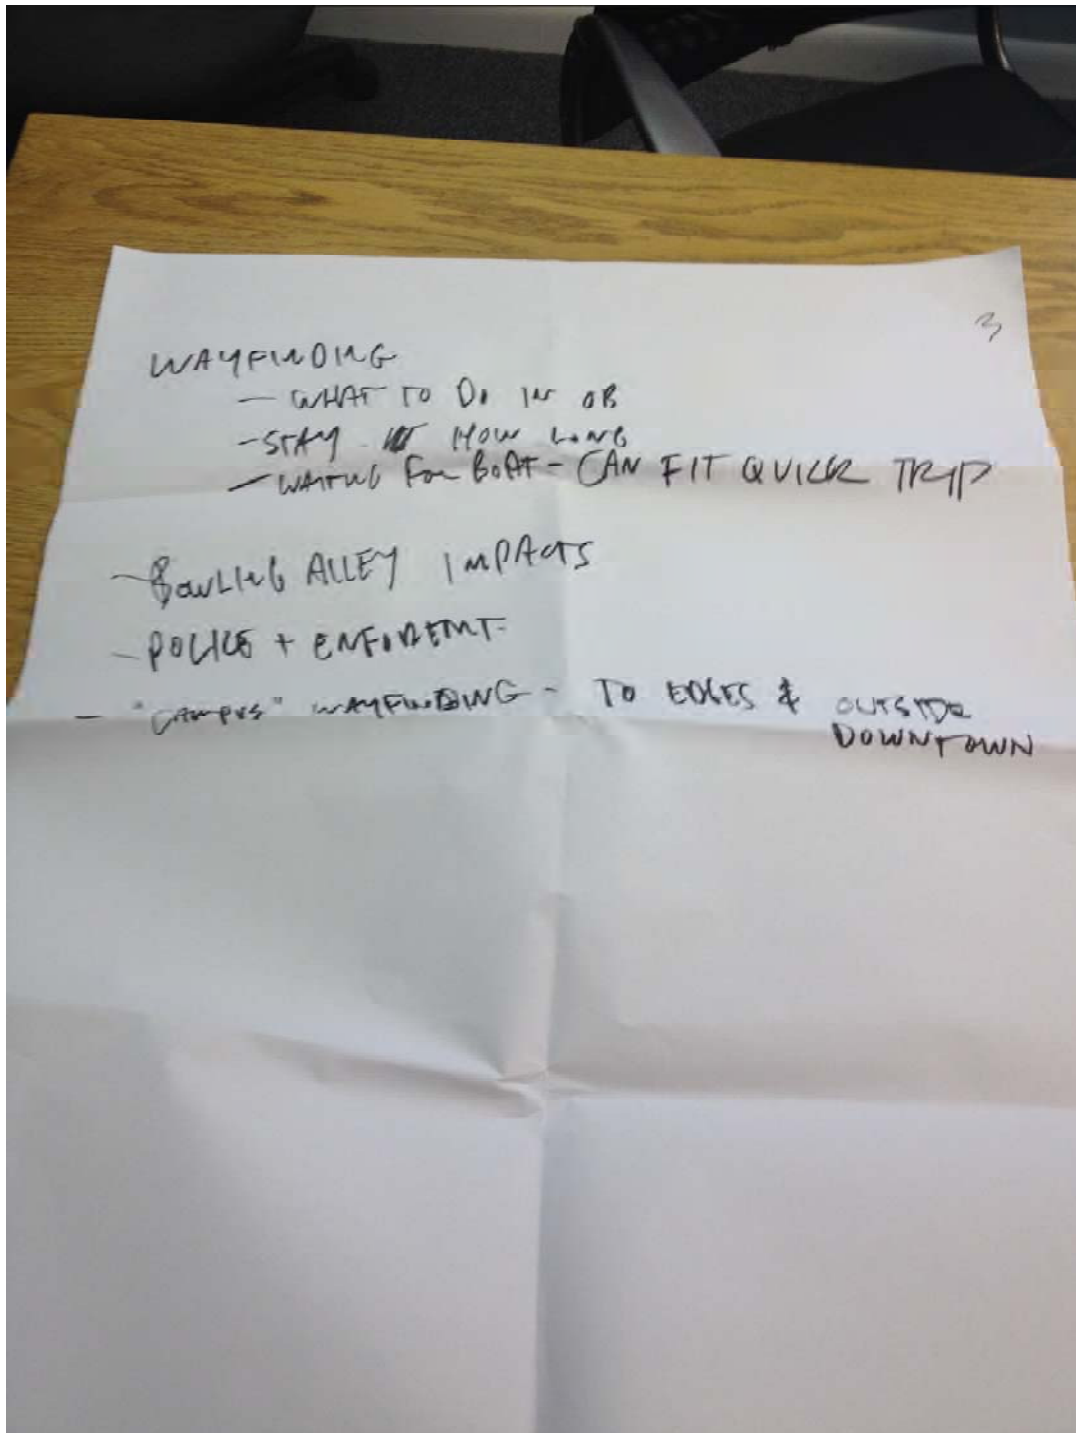 3
WAYFINDING
- WHAT TO DO IN OB
- STAY HOW LONG
- WAITING FOR BOAT - CAN FIT QUICK TRIP
- BOWLING ALLEY IMPACTS
- POLICE + ENFOREMT.
- "CAMPUS" WAYFINDING - TO EDGES & OUTSIDE
DOWNTOWN